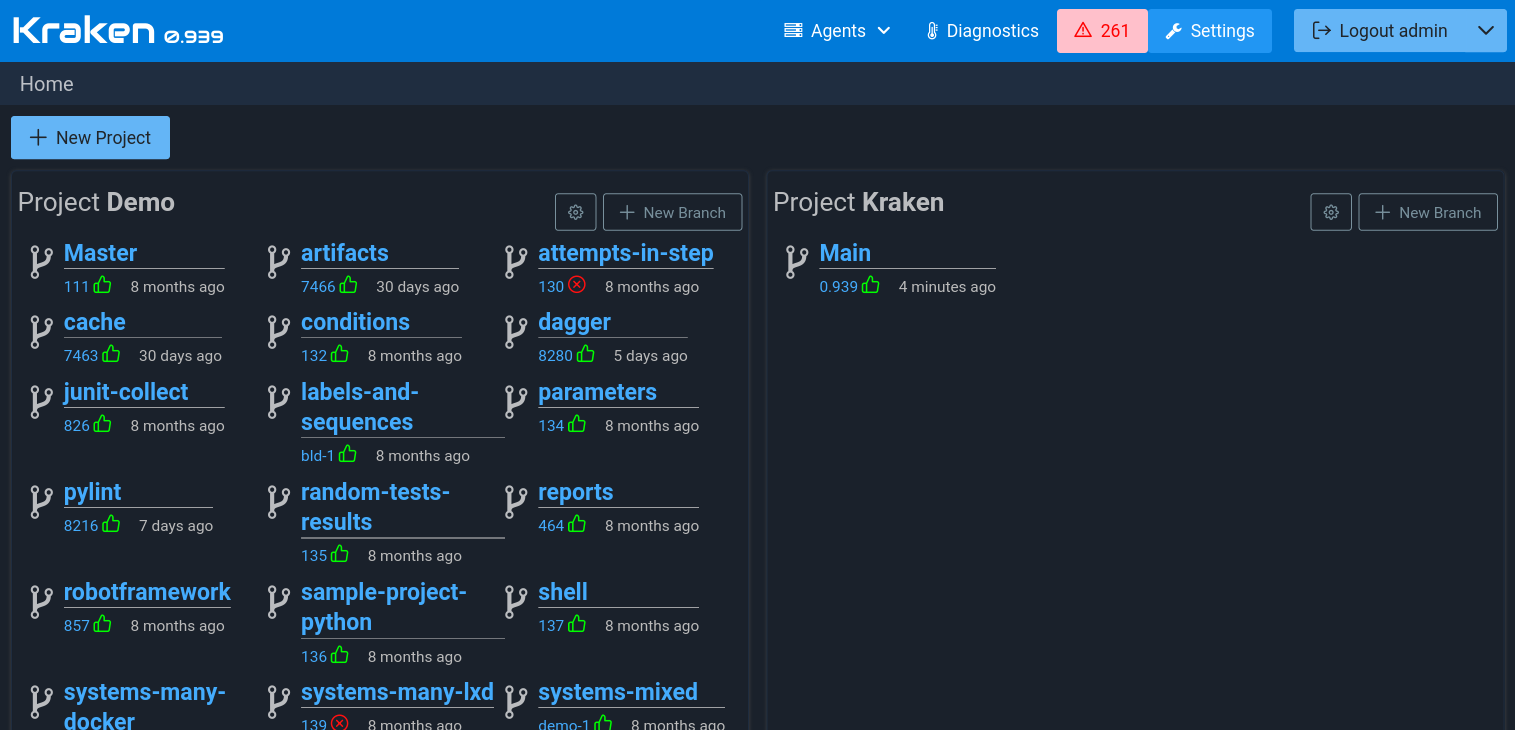 Kraken 0.939
Agents Diagnostics 261 Settings Logout admin
Home
New Project
Project Demo
New Branch
Master
111 8 months ago
artifacts
7466 30 days ago
attempts-in-step
130 8 months ago
cache
7463 30 days ago
conditions
132 8 months ago
dagger
8280 5 days ago
junit-collect
826 8 months ago
labels-and-
sequences
bld-1 8 months ago
parameters
134 8 months ago
pylint
8216 7 days ago
random-tests-
results
135 8 months ago
reports
464 8 months ago
robotframework
857 8 months ago
sample-project-
python
136 8 months ago
shell
137 8 months ago
systems-many-
docker
systems-many-lxd
139 8 months ago
systems-mixed
demo-1 8 months ago
Project Kraken
New Branch
Main
0.939 4 minutes ago